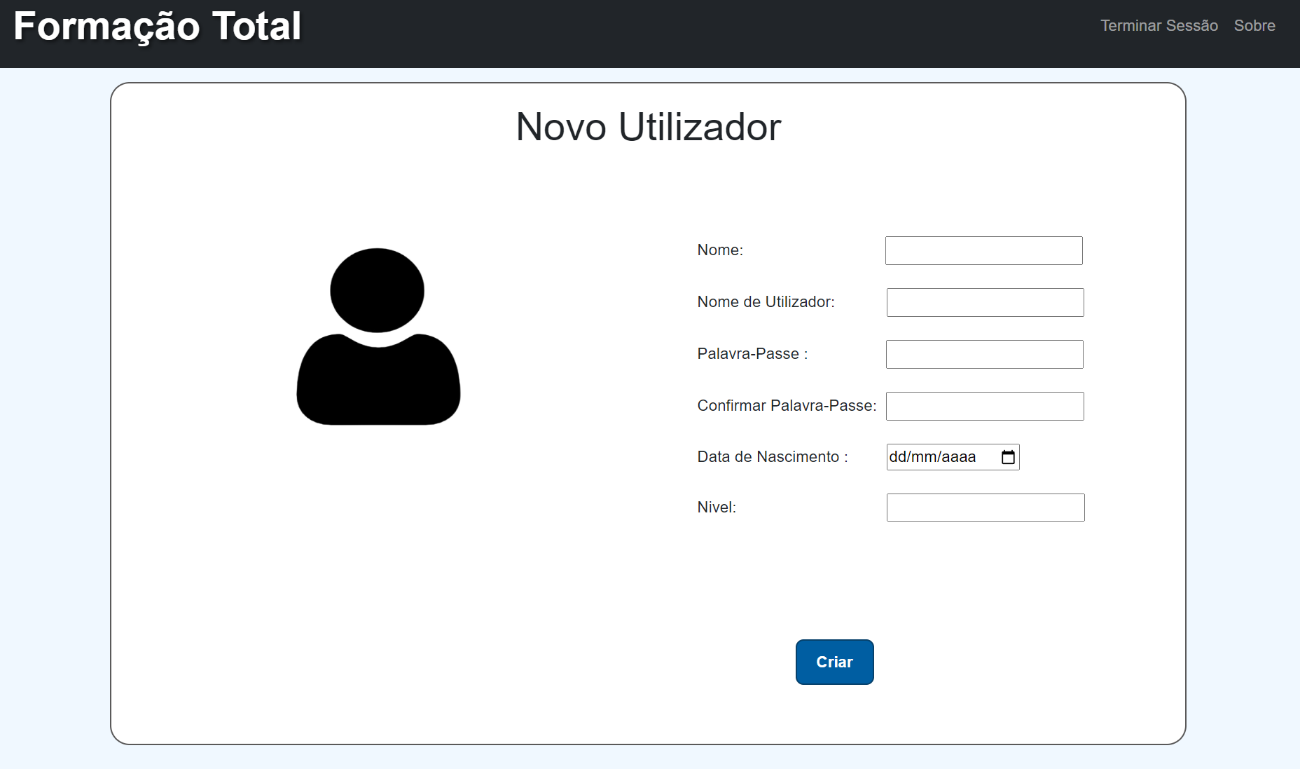 Formação Total
Terminar Sessão Sobre
Novo Utilizador
Nome:
Nome de Utilizador:
Palavra-Passe :
Confirmar Palavra-Passe:
Data de Nascimento : dd/mm/aaaa
Nivel:
Criar